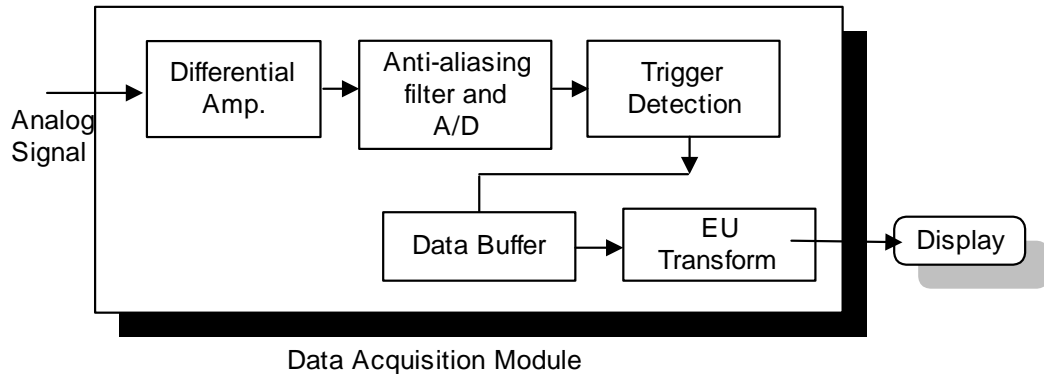 Analog
Signal
Differential
Amp.
Anti-aliasing
filter and
A/D
Trigger
Detection
Data Buffer
EU
Transform
Display
Data Acquisition Module